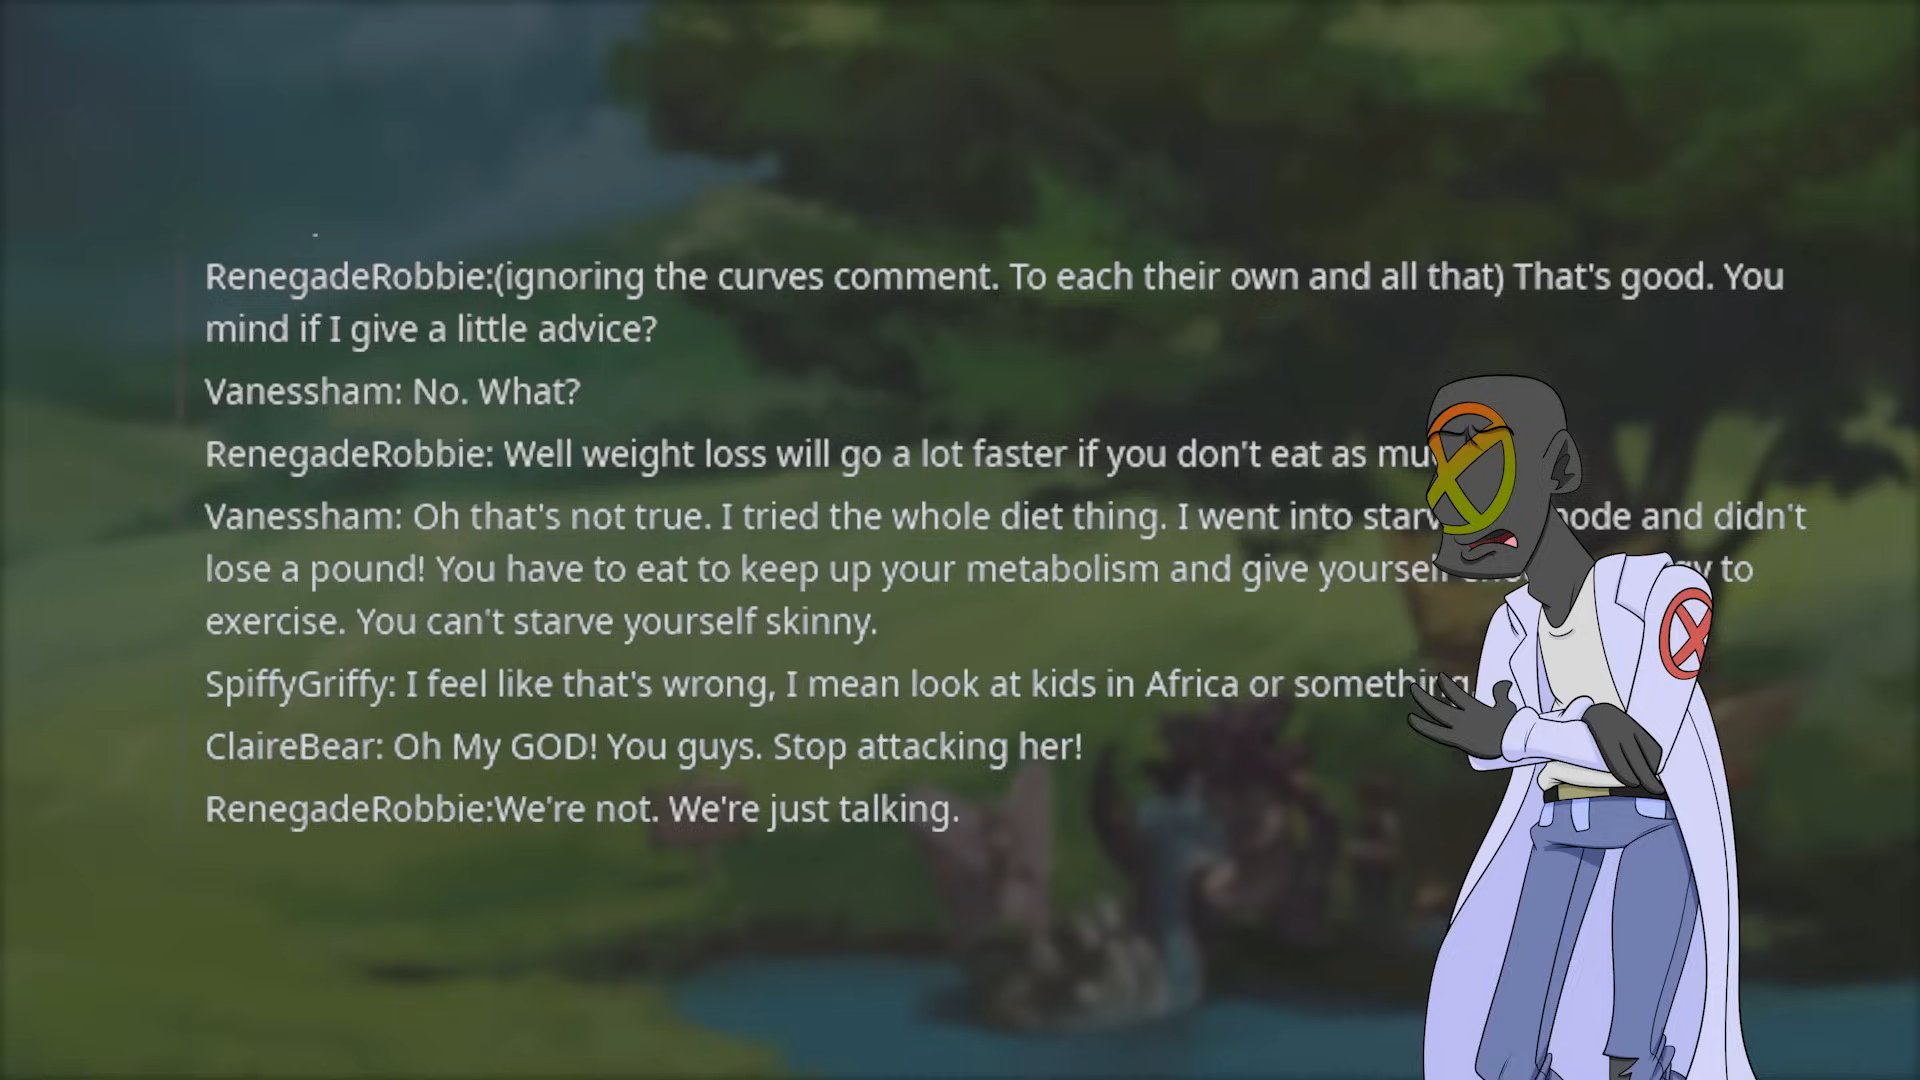 RenegadeRobbie:(ignoring the curves comment. To each their own and all that) That's good. You
mind if I give a little advice?
Vanessham: No. What?
RenegadeRobbie: Well weight loss will go a lot faster if you don't eat as
Vanessham: Oh that's not true. I tried the whole diet thing. I went into and didn't
lose a pound! You have to eat to keep up your metabolism and give yourself to
exercise. You can't starve yourself skinny.
SpiffyGriffy: I feel like that's wrong, I mean look at kids in Africa or something
ClaireBear: Oh My GOD! You guys. Stop attacking her!
RenegadeRobbie:We're not. We're just talking.